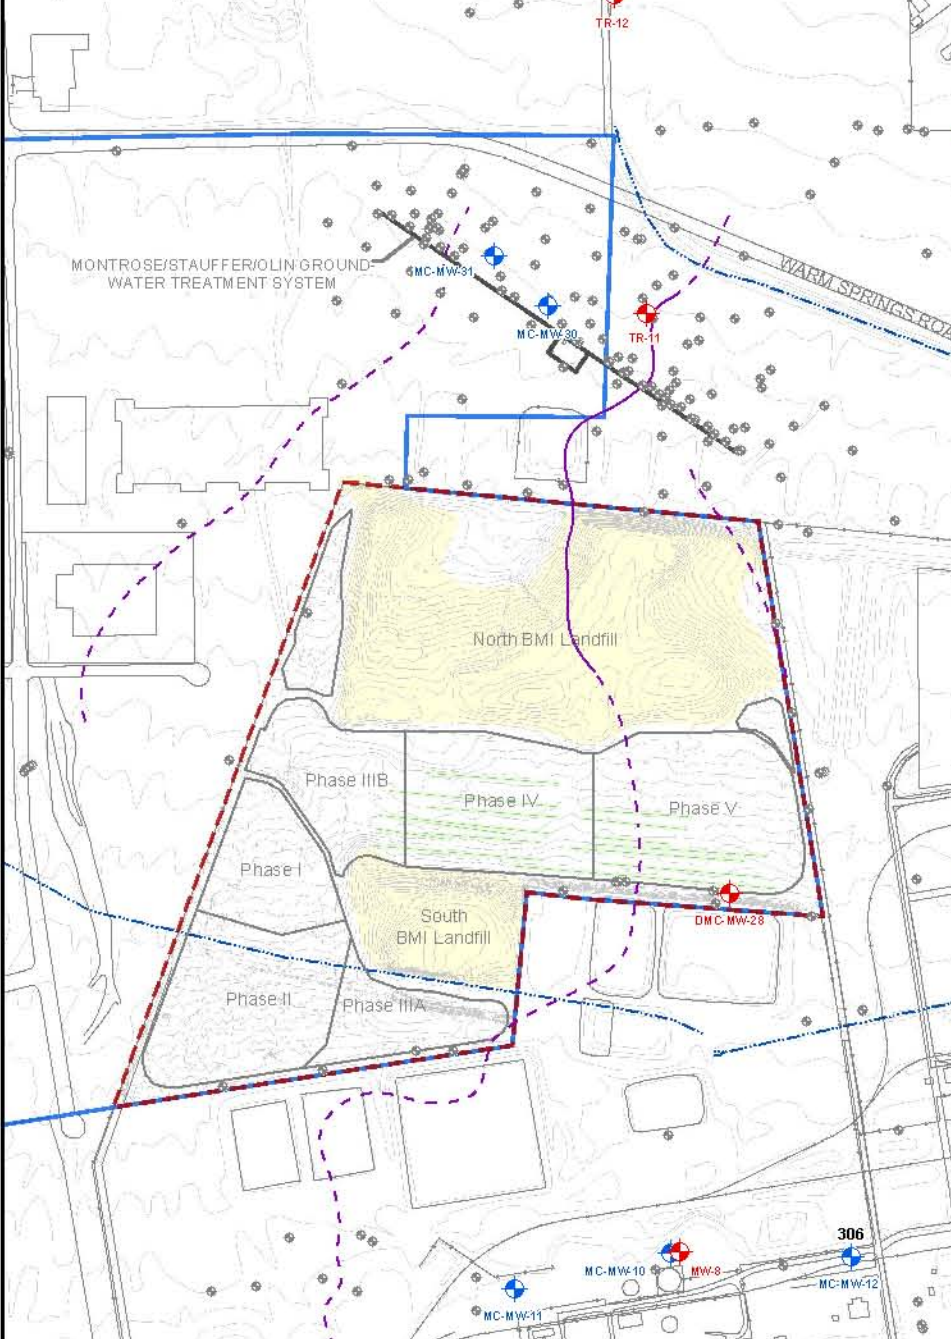 TR-12
MONTROSE/STAUFFER/OLIN GROUND-
WATER TREATMENT SYSTEM
MC-MW-31
WARM SPRINGS ROA
MC-MW-30
TR-11
North BMI Landfill
Phase IIIB
Phase IV
Phase V
Phase I
South
BMI Landfill
DMC-MW-28
Phase II
Phase IIIA
306
MC-MW-10
MW-8
MC-MW-12
MC-MW-11